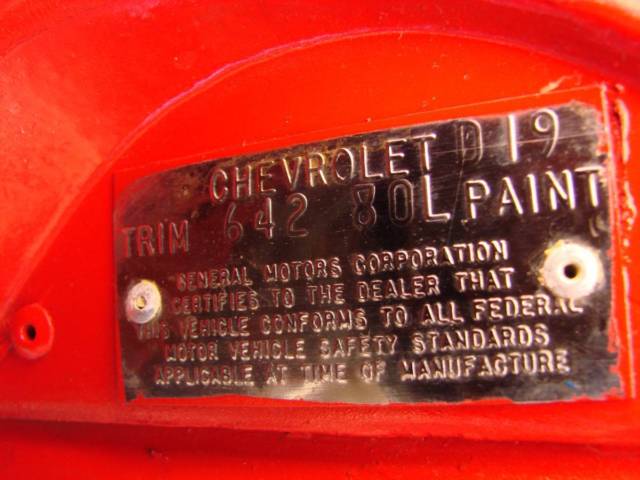 CHEVROLET D19
TRIM 642 80L PAINT
GENERAL MOTORS CORPORATION
CERTIFIES TO THE DEALER THAT
THIS VEHICLE CONFORMS TO ALL FEDERAL
MOTOR VEHICLE SAFETY STANDARDS
APPLICABLE AT TIME OF MANUFACTURE